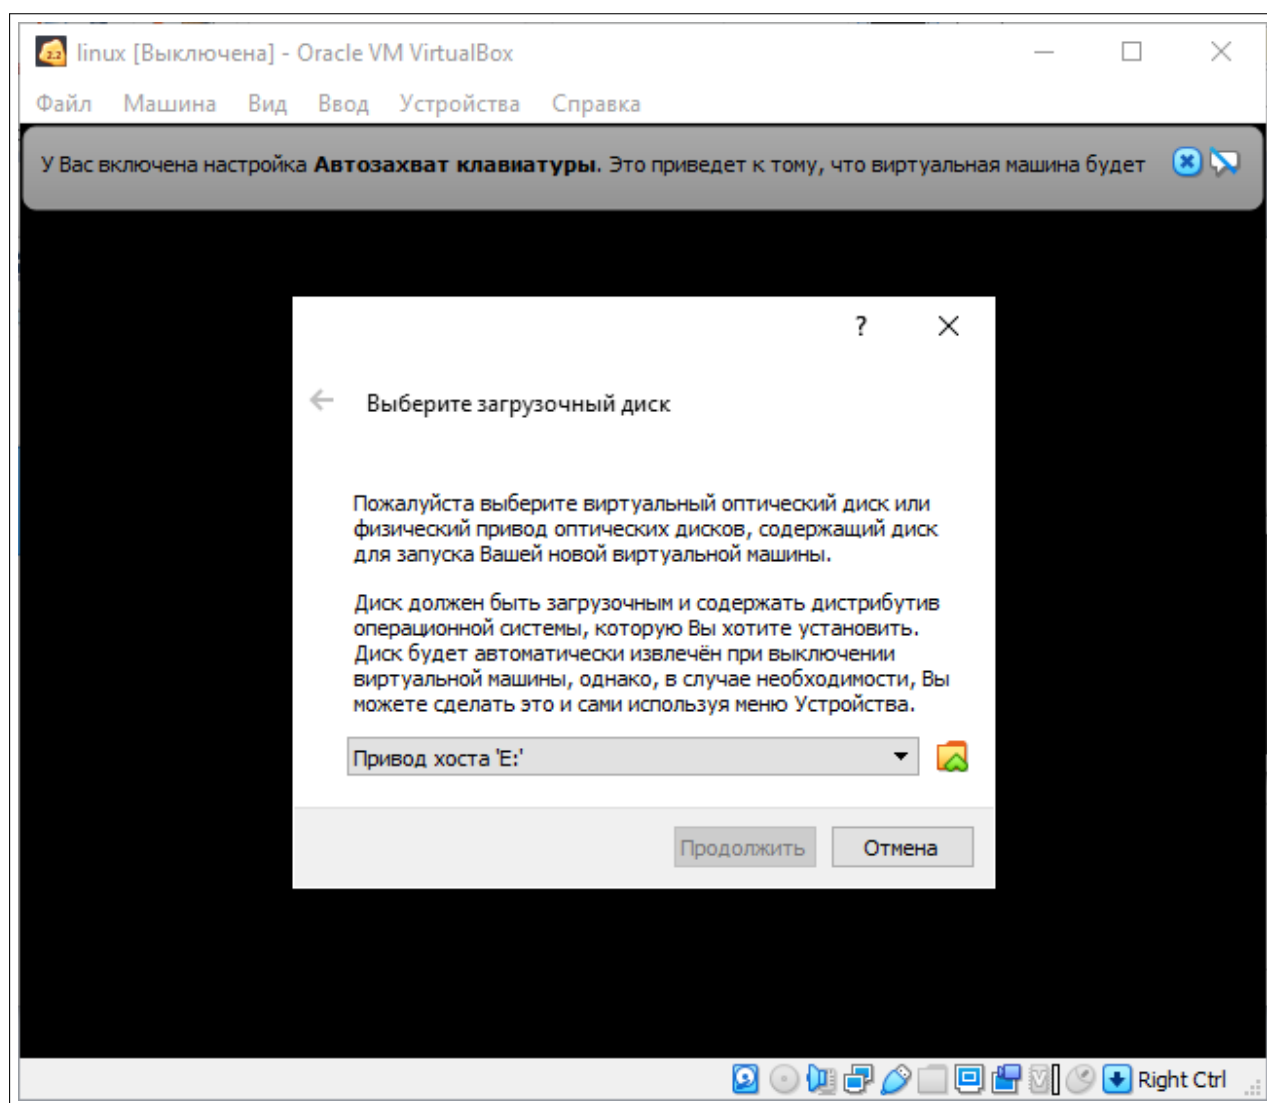 linux [Выключена] - Oracle VM VirtualBox
Файл Машина Вид Ввод Устройства Справка
У Вас включена настройка Автозахват клавиатуры. Это приведет к тому, что виртуальная машина будет
?
Выберите загрузочный диск
Пожалуйста выберите виртуальный оптический диск или
физический привод оптических дисков, содержащий диск
для запуска Вашей новой виртуальной машины.
Диск должен быть загрузочным и содержать дистрибутив
операционной системы, которую Вы хотите установить.
Диск будет автоматически извлечён при выключении
виртуальной машины, однако, в случае необходимости, Вы
можете сделать это и сами используя меню Устройства.
Привод хоста 'E:'
Продолжить Отмена
Right Ctrl